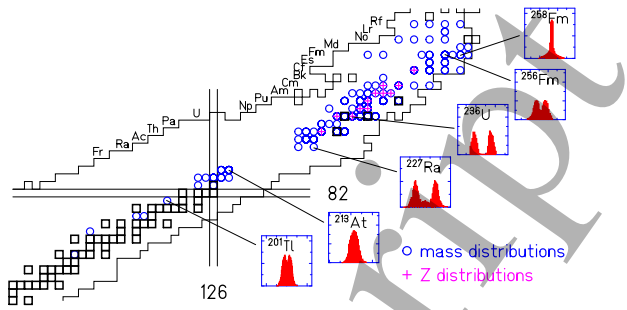 Rf
Lr
No
Md
Fm
Es
Cf
Bk
Cm
Am
Pu
Np
U
Pa
Th
Ac
Ra
Fr
258Fm
256Fm
236U
227Ra
82
213At
201Tl
126
mass distributions
+ Z distributions
ript